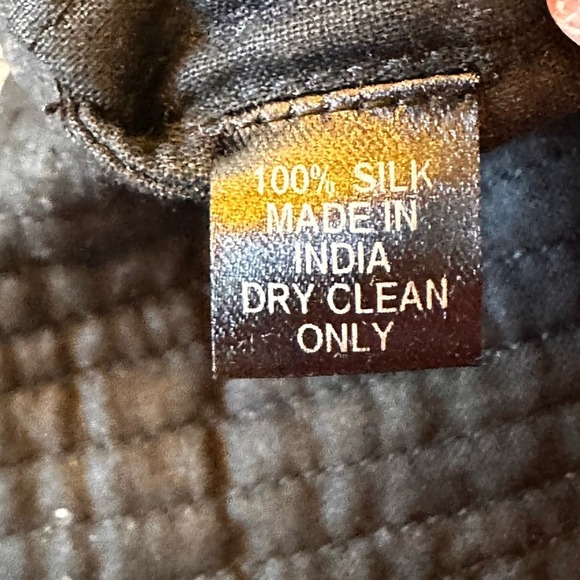 100% SILK
MADE IN
INDIA
DRY CLEAN
ONLY